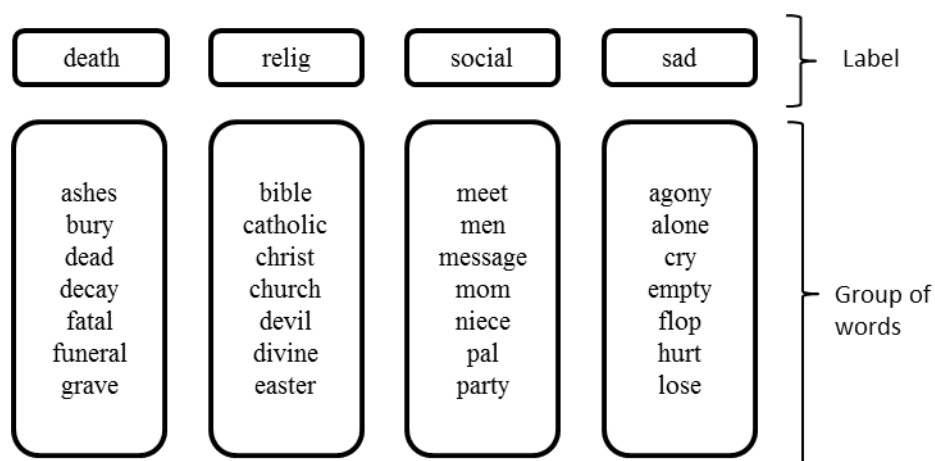 death
relig
social
sad
Label
ashes
bury
dead
decay
fatal
funeral
grave
bible
catholic
christ
church
devil
divine
easter
meet
men
message
mom
niece
pal
party
agony
alone
cry
empty
flop
hurt
lose
Group of
words